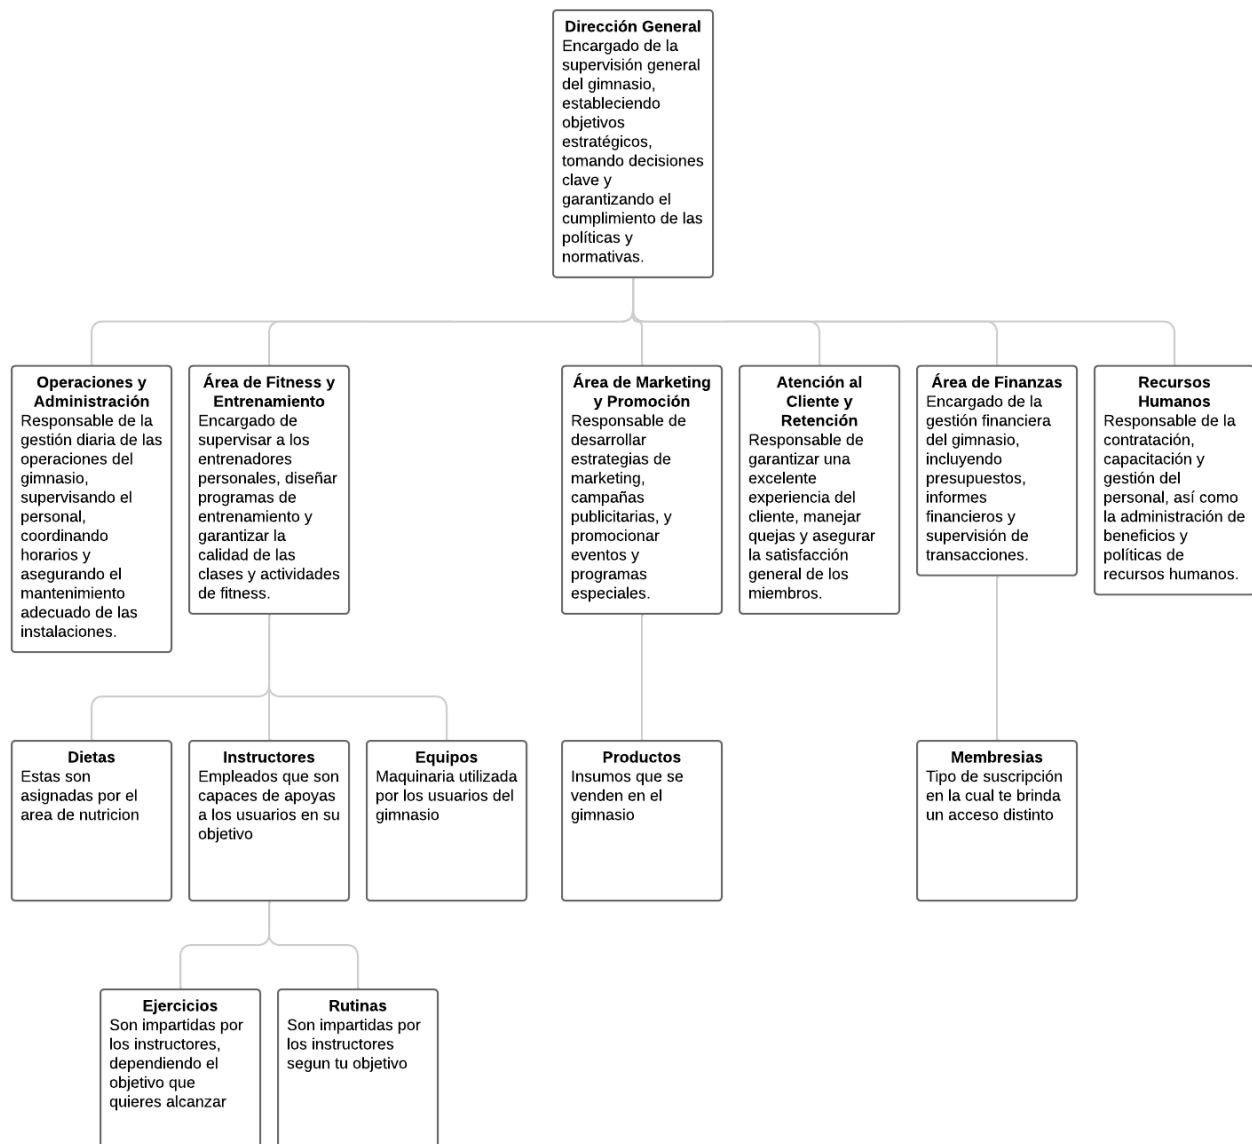 Dirección General
Encargado de la
supervisión general
del gimnasio,
estableciendo
objetivos
estratégicos,
tomando decisiones
clave y
garantizando el
cumplimiento de las
políticas y
normativas.
Operaciones y
Administración
Responsable de la
gestión diaria de las
operaciones del
gimnasio,
supervisando el
personal,
coordinando
horarios y
asegurando el
mantenimiento
adecuado de las
instalaciones.
Área de Fitness y
Entrenamiento
Encargado de
supervisar a los
entrenadores
personales, diseñar
programas de
entrenamiento y
garantizar la
calidad de las
clases y actividades
de fitness.
Área de Marketing
y Promoción
Responsable de
desarrollar
estrategias de
marketing,
campañas
publicitarias, y
promocionar
eventos y
programas
especiales.
Atención al
Cliente y
Retención
Responsable de
garantizar una
excelente
experiencia del
cliente, manejar
quejas y asegurar
la satisfacción
general de los
miembros.
Área de Finanzas
Encargado de la
gestión financiera
del gimnasio,
incluyendo
presupuestos,
informes
financieros y
supervisión de
transacciones.
Recursos
Humanos
Responsable de la
contratación,
capacitación y
gestión del
personal, así como
la administración de
beneficios y
políticas de
recursos humanos.
Dietas
Estas son
asignadas por el
area de nutricion
Instructores
Empleados que son
capaces de apoyas
a los usuarios en su
objetivo
Equipos
Maquinaria utilizada
por los usuarios del
gimnasio
Productos
Insumos que se
venden en el
gimnasio
Membresias
Tipo de suscripción
en la cual te brinda
un acceso distinto
Ejercicios
Son impartidas por
los instructores,
dependiendo el
objetivo que
quieres alcanzar
Rutinas
Son impartidas por
los instructores
segun tu objetivo